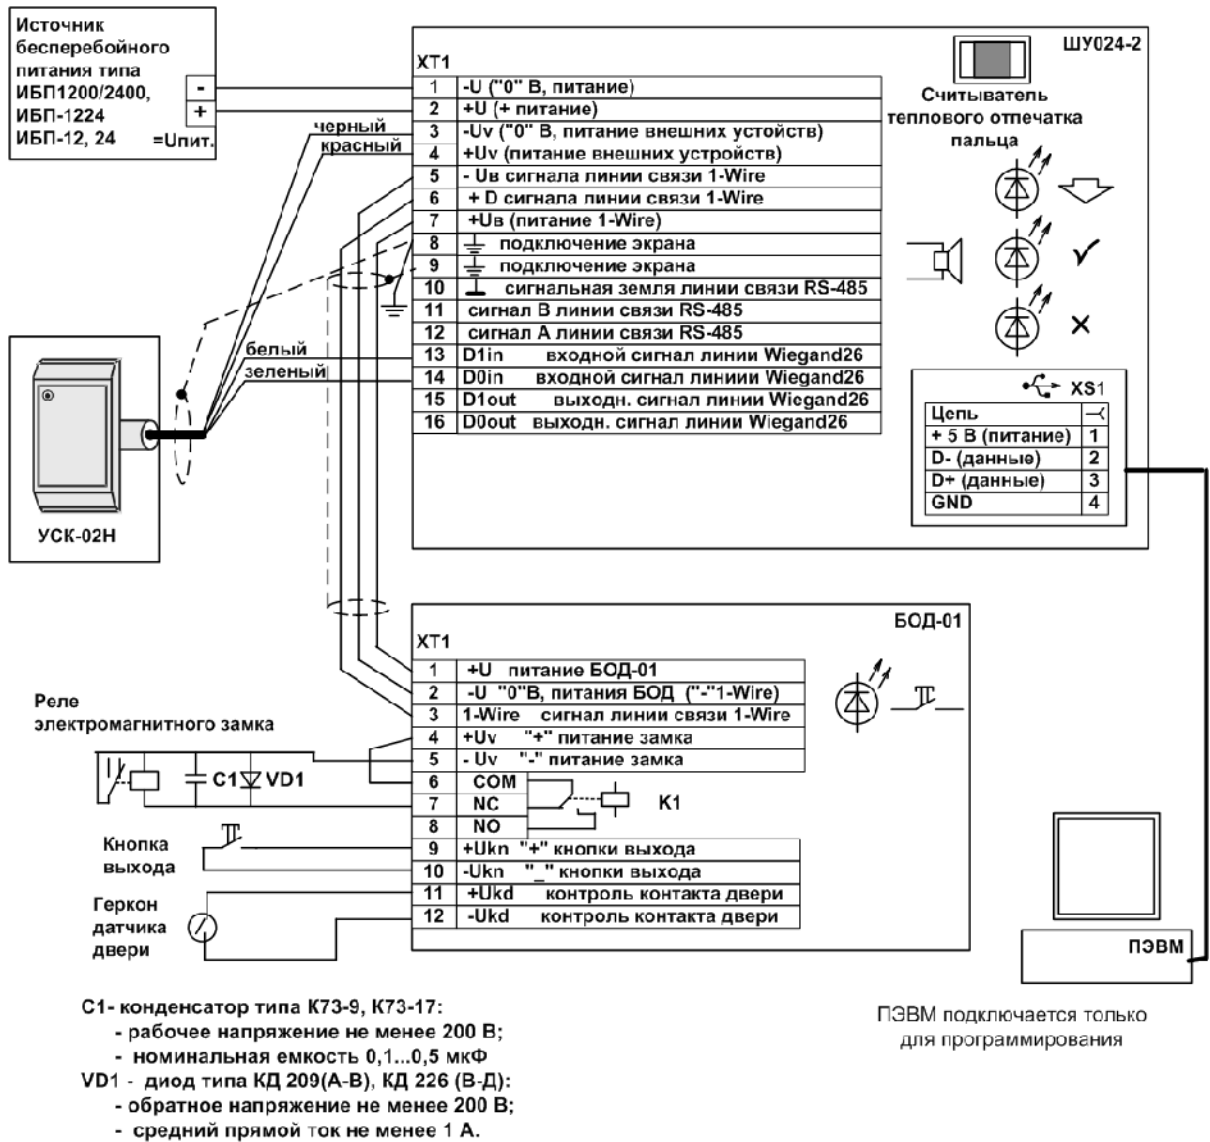 Источник
бесперебойного
питания типа
ИБП1200/2400,
ИБП-1224
ИБП-12, 24 =Uпит.
-
+
ШУ024-2
XT1
1 -U ("0" В, питание)
2 +U (+ питание)
3 -Uv ("0" В, питание внешних устойств)
4 +Uv (питание внешних устройств)
5 - Uв сигнала линии связи 1-Wire
6 + D сигнала линии связи 1-Wire
7 +Uв (питание 1-Wire)
8 подключение экрана
9 подключение экрана
10 сигнальная земля линии связи RS-485
11 сигнал B линии связи RS-485
12 сигнал A линии связи RS-485
13 D1in входной сигнал линии Wiegand26
14 D0in входной сигнал линиии Wiegand26
15 D1out выходн. сигнал линии Wiegand26
16 D0out выходн. сигнал линии Wiegand26
черный
красный
белый
зеленый
Считыватель
теплового отпечатка
пальца
XS1
Цепь
+ 5 В (питание) 1
D- (данные) 2
D+ (данные) 3
GND 4
УСК-02Н
БОД-01
XT1
1 +U питание БОД-01
2 -U "0"В, питания БОД ("-"1-Wire)
3 1-Wire сигнал линии связи 1-Wire
4 +Uv "+" питание замка
5 - Uv "-" питание замка
6 COM
7 NC
8 NO
K1
9 +Ukn "+" кнопки выхода
10 -Ukn "_" кнопки выхода
11 +Ukd контроль контакта двери
12 -Ukd контроль контакта двери
Реле
электромагнитного замка
C1
VD1
Кнопка
выхода
Геркон
датчика
двери
ПЭВМ
ПЭВМ подключается только
для программирования
C1- конденсатор типа К73-9, К73-17:
- рабочее напряжение не менее 200 В;
- номинальная емкость 0,1...0,5 мкФ
VD1 - диод типа КД 209(А-В), КД 226 (В-Д):
- обратное напряжение не менее 200 В;
- средний прямой ток не менее 1 А.